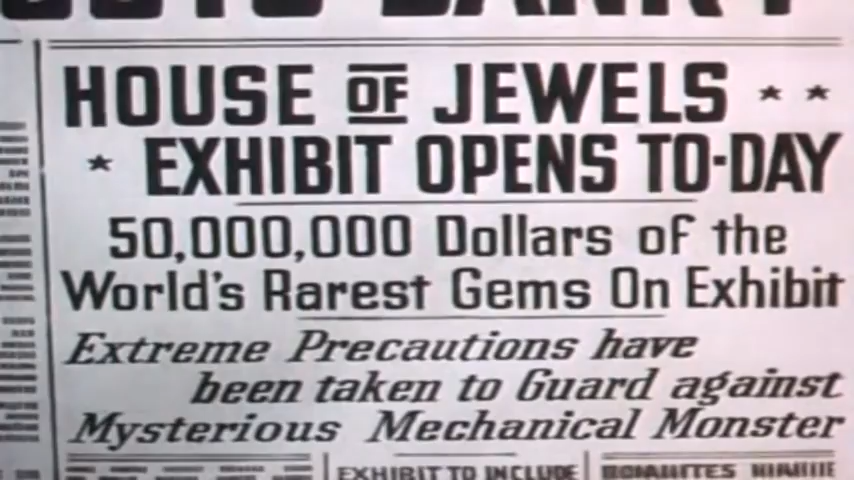 HOUSE OF JEWELS
EXHIBIT OPENS TO-DAY
50,000,000 Dollars of the
World's Rarest Gems On Exhibit
Extreme Precautions have
been taken to Guard against
Mysterious Mechanical Monster
EXHIBIT TO INCLUDE